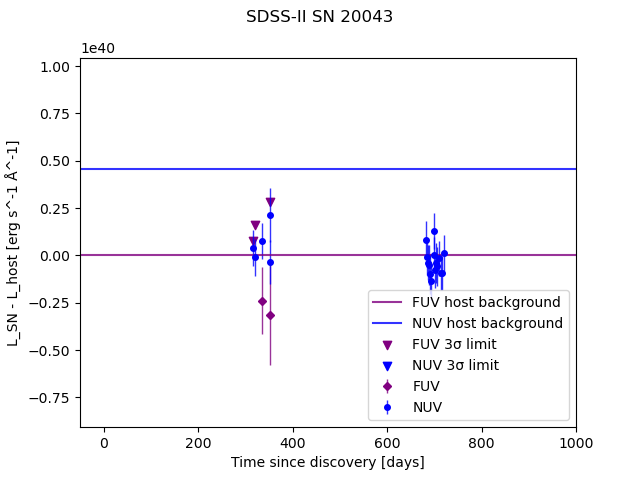 SDSS-II SN 20043
1e40
1.00
0.75
0.50
0.25
0.00
−0.25
−0.50
−0.75
L_SN - L_host [erg s^-1 Å^-1]
FUV host background
NUV host background
FUV 3σ limit
NUV 3σ limit
FUV
NUV
0 200 400 600 800 1000
Time since discovery [days]